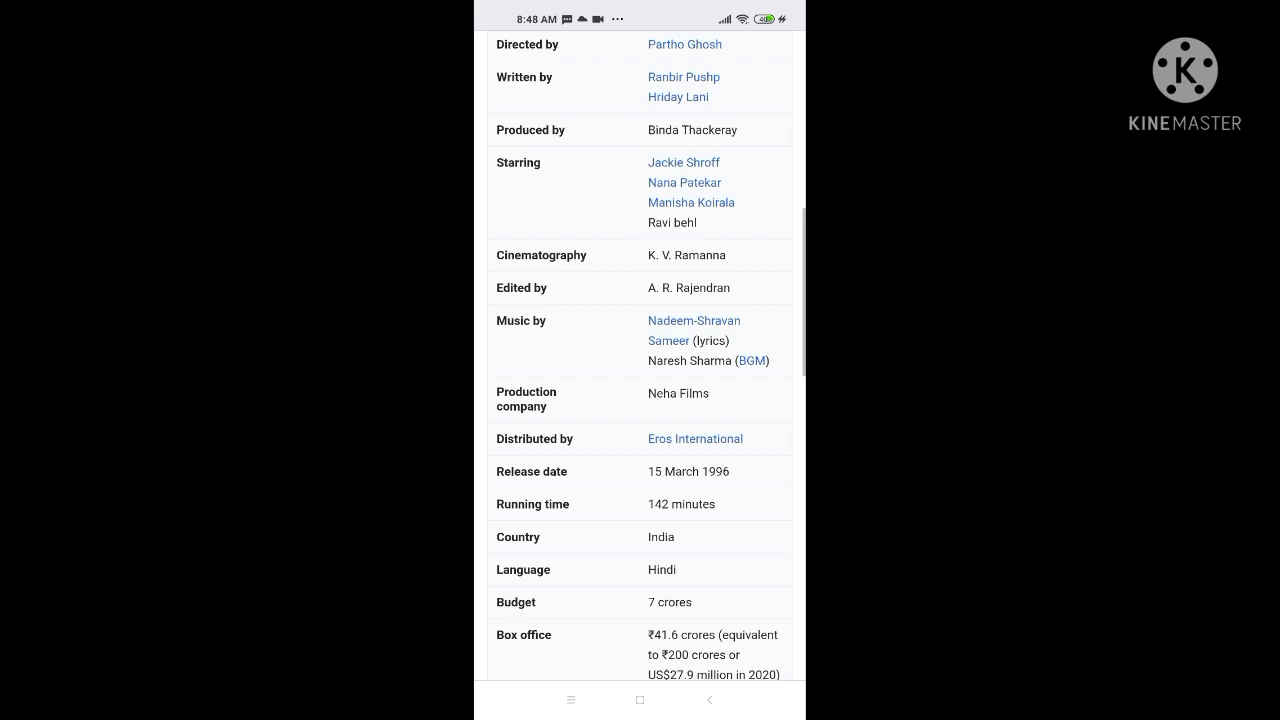 8:48 AM
40
KINEMASTER
Directed by
Partho Ghosh
Written by
Ranbir Pushp
Hriday Lani
Produced by
Binda Thackeray
Starring
Jackie Shroff
Nana Patekar
Manisha Koirala
Ravi behl
Cinematography
K. V. Ramanna
Edited by
A. R. Rajendran
Music by
Nadeem-Shravan
Sameer (lyrics)
Naresh Sharma (BGM)
Production
company
Neha Films
Distributed by
Eros International
Release date
15 March 1996
Running time
142 minutes
Country
India
Language
Hindi
Budget
7 crores
Box office
₹41.6 crores (equivalent
to ₹200 crores or
US$27.9 million in 2020)